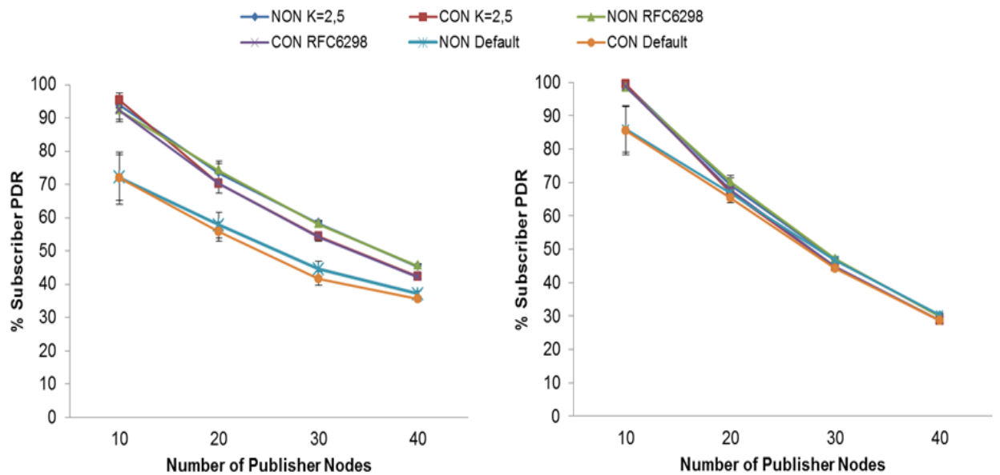 NON K=2,5 CON K=2,5 NON RFC6298
CON RFC6298 NON Default CON Default
% Subscriber PDR
100
90
80
70
60
50
40
30
20
10
0
10 20 30 40
Number of Publisher Nodes
% Subscriber PDR
100
90
80
70
60
50
40
30
20
10
0
10 20 30 40
Number of Publisher Nodes